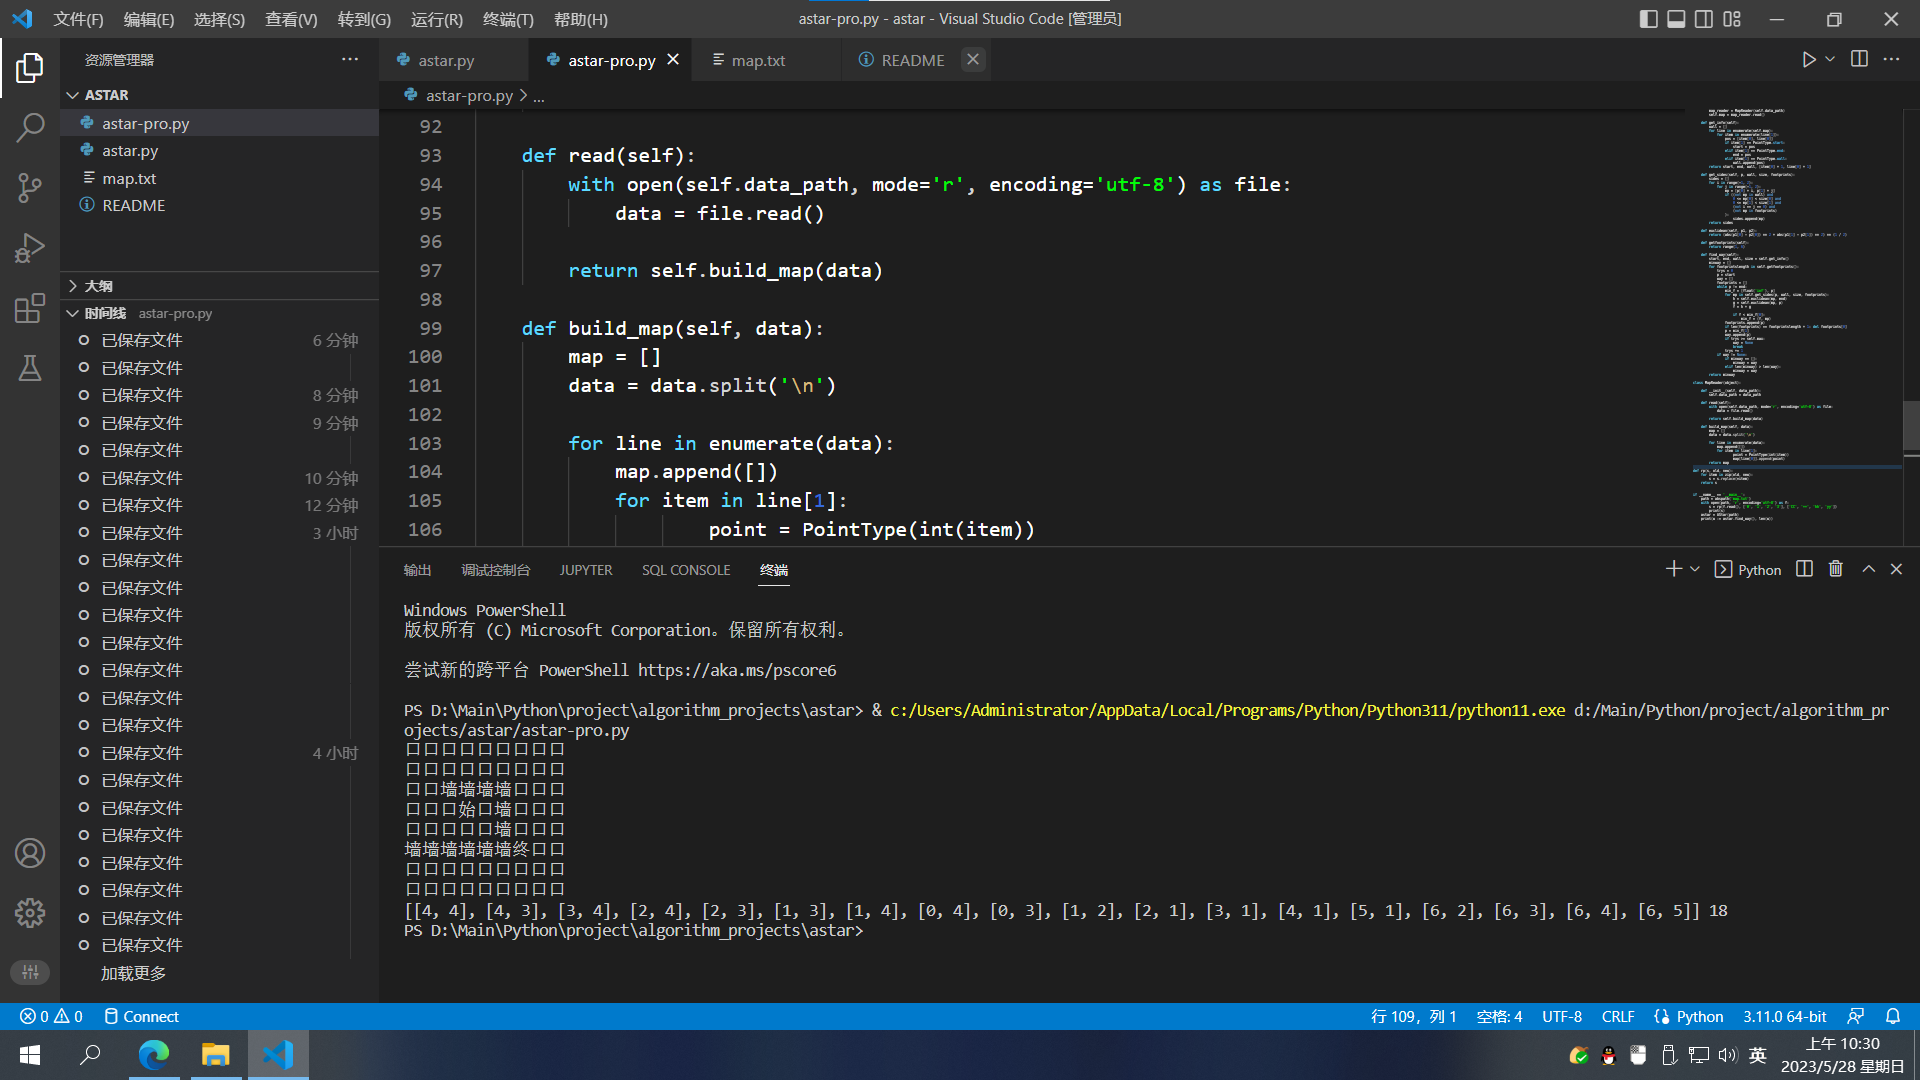 文件(F) 编辑(E) 选择(S) 查看(V) 转到(G) 运行(R) 终端(T) 帮助(H)
astar-pro.py - astar - Visual Studio Code [管理员]
资源管理器
ASTAR
astar-pro.py
astar.py
map.txt
README
大纲
时间线 astar-pro.py
已保存文件 6 分钟
已保存文件
已保存文件 8 分钟
已保存文件 9 分钟
已保存文件
已保存文件 10 分钟
已保存文件 12 分钟
已保存文件 3 小时
已保存文件
已保存文件
已保存文件
已保存文件
已保存文件
已保存文件
已保存文件
已保存文件 4 小时
已保存文件
已保存文件
已保存文件
已保存文件
已保存文件
已保存文件
已保存文件
加载更多
astar.py astar-pro.py map.txt README
astar-pro.py > ...
92
93 def read(self):
94 with open(self.data_path, mode='r', encoding='utf-8') as file:
95 data = file.read()
96
97 return self.build_map(data)
98
99 def build_map(self, data):
100 map = []
101 data = data.split('\n')
102
103 for line in enumerate(data):
104 map.append([])
105 for item in line[1]:
106 point = PointType(int(item))
输出 调试控制台 JUPYTER SQL CONSOLE 终端
Python
Windows PowerShell
版权所有 (C) Microsoft Corporation。保留所有权利。
尝试新的跨平台 PowerShell https://aka.ms/pscore6
PS D:\Main\Python\project\algorithm_projects\astar> & c:/Users/Administrator/AppData/Local/Programs/Python/Python311/python11.exe d:/Main/Python/project/algorithm_pr
ojects/astar/astar-pro.py
口口口口口口口口口
口口口口口口口口口
口口墙墙墙墙口口口
口口口始口墙口口口
口口口口口墙口口口
墙墙墙墙墙墙终口口
口口口口口口口口口
口口口口口口口口口
[[4, 4], [4, 3], [3, 4], [2, 4], [2, 3], [1, 3], [1, 4], [0, 4], [0, 3], [1, 2], [2, 1], [3, 1], [4, 1], [5, 1], [6, 2], [6, 3], [6, 4], [6, 5]] 18
PS D:\Main\Python\project\algorithm_projects\astar>
0 0 Connect
行 109，列 1 空格: 4 UTF-8 CRLF Python 3.11.0 64-bit
英
上午 10:30
2023/5/28 星期日